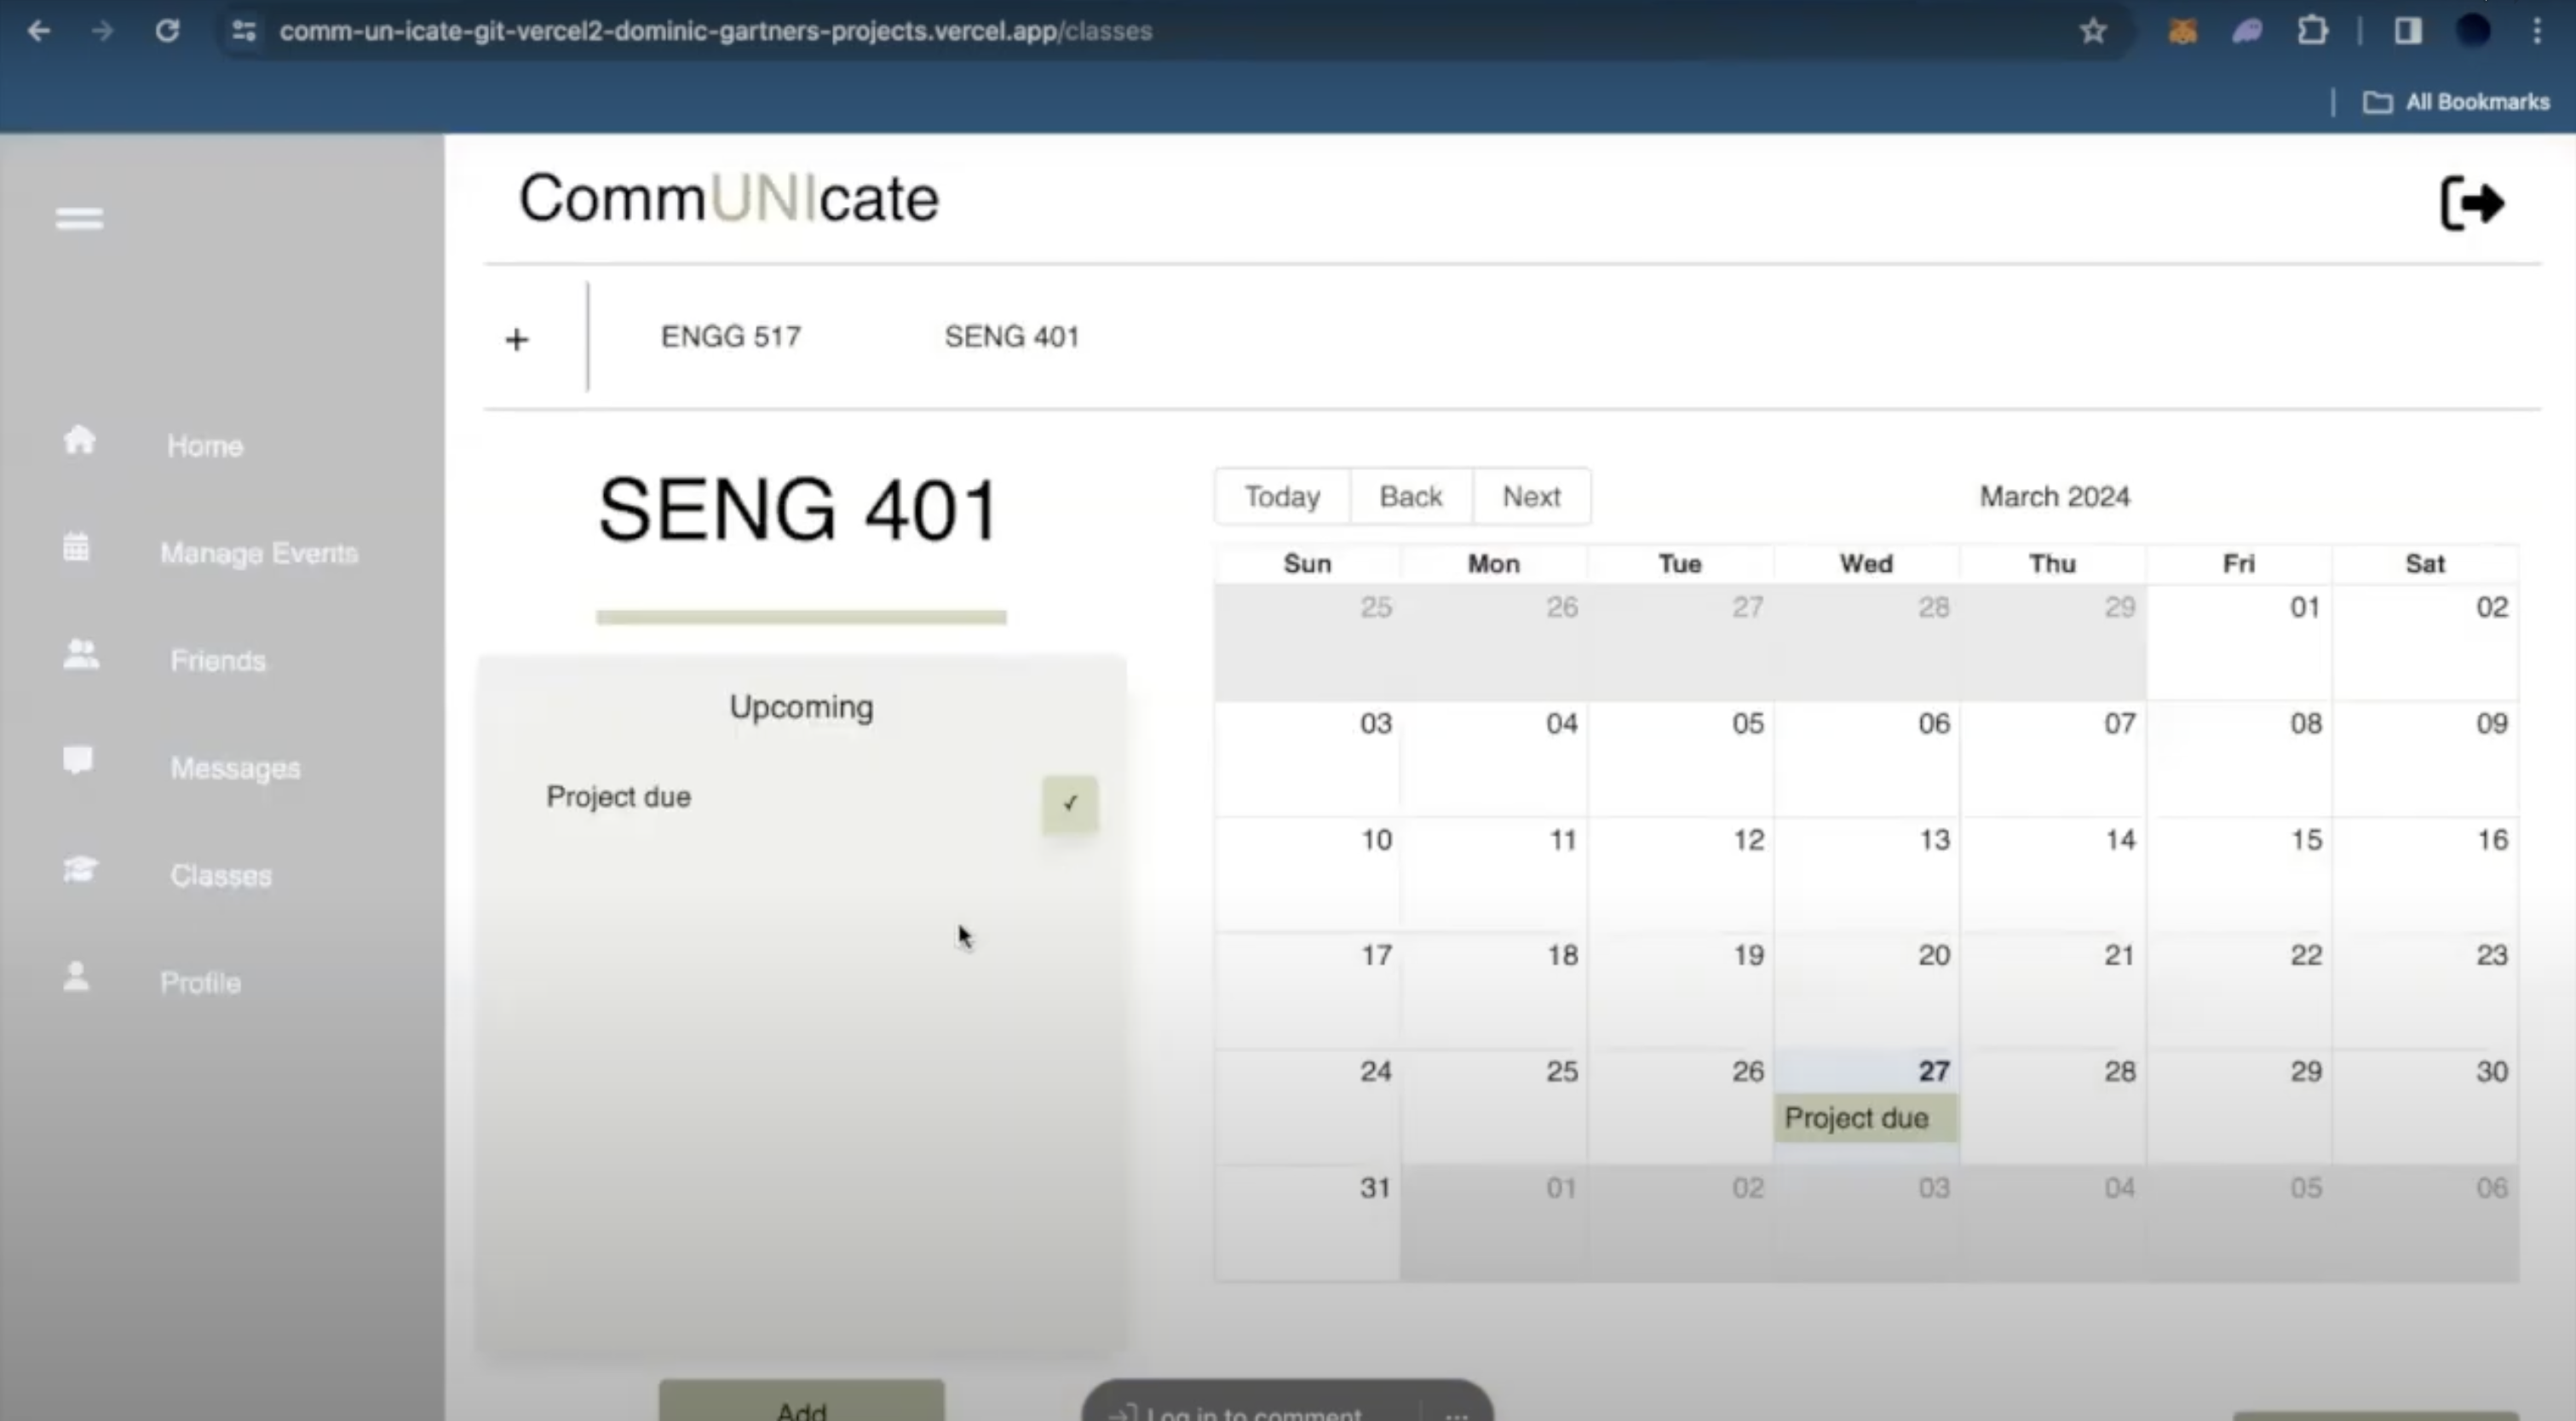 comm-un-icate-git-vercel2-dominic-gartners-projects.vercel.app/classes
All Bookmarks
CommUNIcate
+ ENGG 517 SENG 401
Home
Manage Events
Friends
Messages
Classes
Profile
SENG 401
Upcoming
Project due ✓
Add
Today Back Next March 2024
Sun Mon Tue Wed Thu Fri Sat
25 26 27 28 29 01 02
03 04 05 06 07 08 09
10 11 12 13 14 15 16
17 18 19 20 21 22 23
24 25 26 27 28 29 30
Project due
31 01 02 03 04 05 06
Log in to comment ...